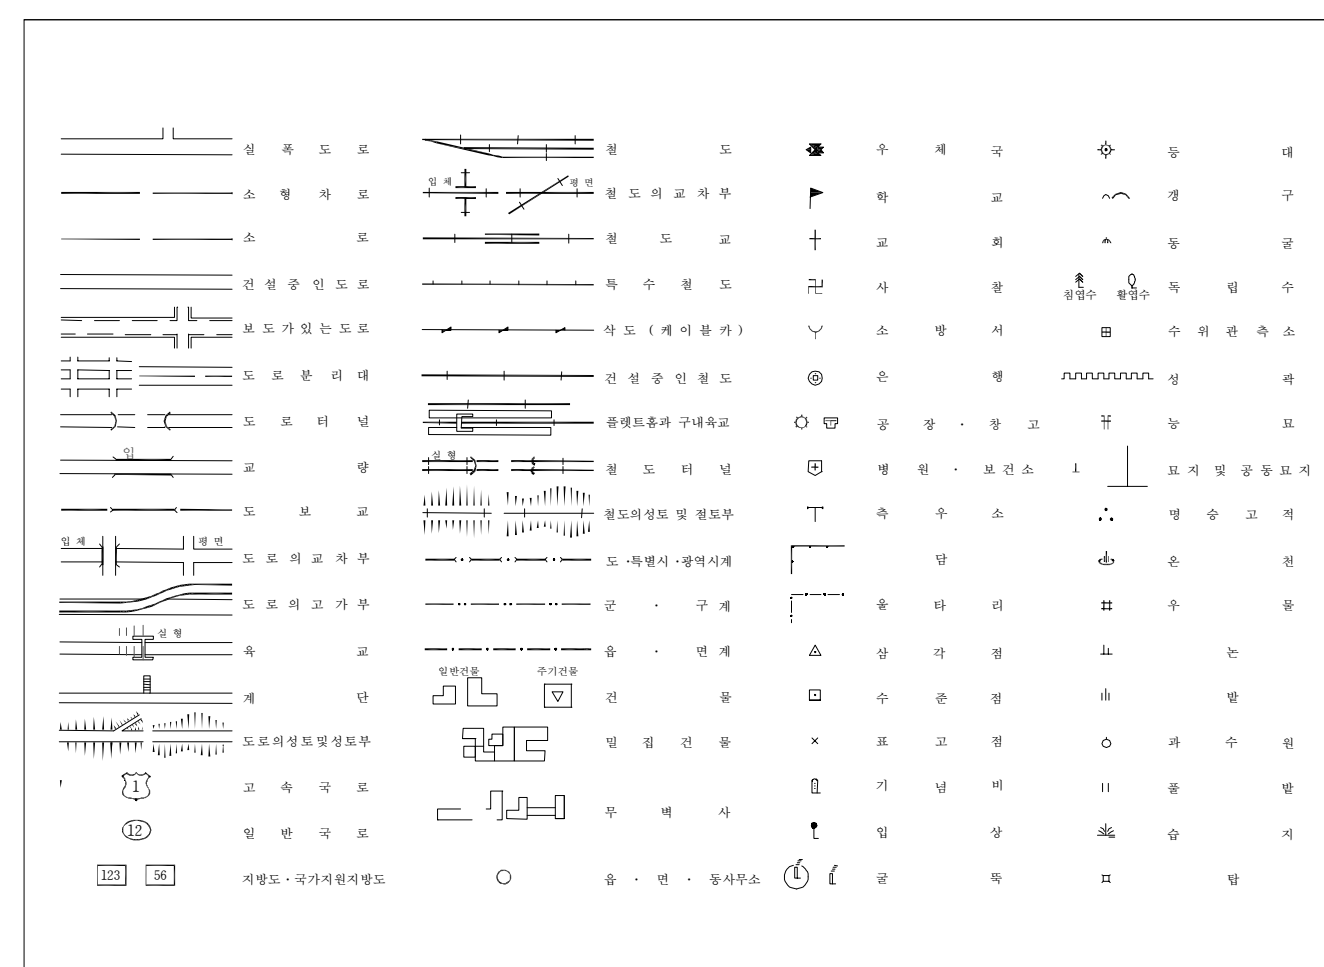 실폭도로
소형차로
소로
건설중인도로
보도가있는도로
도로분리대
도로터널
입
교량
도보교
입체 평면
도로의교차부
도로의고가부
실형
육교
계단
도로의성토및성토부
1
고속국로
12
일반국로
123 56
지방도·국가지원지방도
철도
입체 평면
철도의교차부
철도교
특수철도
삭도(케이블카)
건설중인철도
플렛트홈과 구내육교
실형
철도터널
철도의성토 및 절토부
도·특별시·광역시계
군·구계
읍·면계
일반건물 주기건물
건물
밀집건물
무벽사
읍·면·동사무소
우체국
학교
교회
사찰
소방서
은행
공장·창고
병원·보건소
측우소
담
울타리
삼각점
수준점
표고점
기념비
입상
굴뚝
등대
갱구
동굴
침엽수 활엽수
독립수
수위관측소
성곽
능묘
묘지및공동묘지
명승고적
온천
우물
논
밭
과수원
풀밭
습지
탑